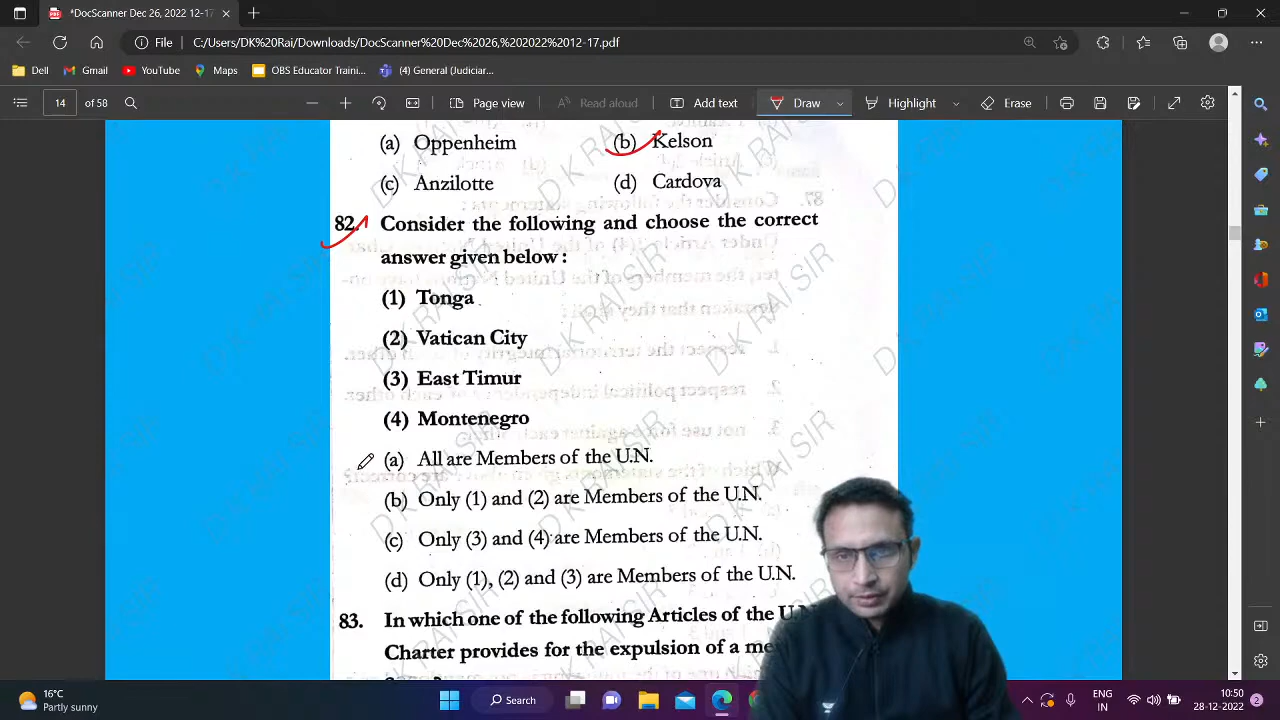 *DocScanner Dec 26, 2022 12-17
File
C:/Users/DK%20Rai/Downloads/DocScanner%20Dec%2026,%202022%2012-17.pdf
Dell
Gmail
YouTube
Maps
OBS Educator Traini...
(4) General (Judiciar...
14
of 58
Page view
Read aloud
Add text
Draw
Highlight
Erase
(a) Oppenheim
(b) Kelson
(c) Anzilotte
(d) Cardova
82. Consider the following and choose the correct
answer given below :
(1) Tonga
(2) Vatican City
(3) East Timur
(4) Montenegro
(a) All are Members of the U.N.
(b) Only (1) and (2) are Members of the U.N.
(c) Only (3) and (4) are Members of the U.N.
(d) Only (1), (2) and (3) are Members of the U.N.
83. In which one of the following Articles of the U.N
Charter provides for the expulsion of a me
DK RAI SIR
16°C
Partly sunny
Search
ENG
IN
10:50
28-12-2022